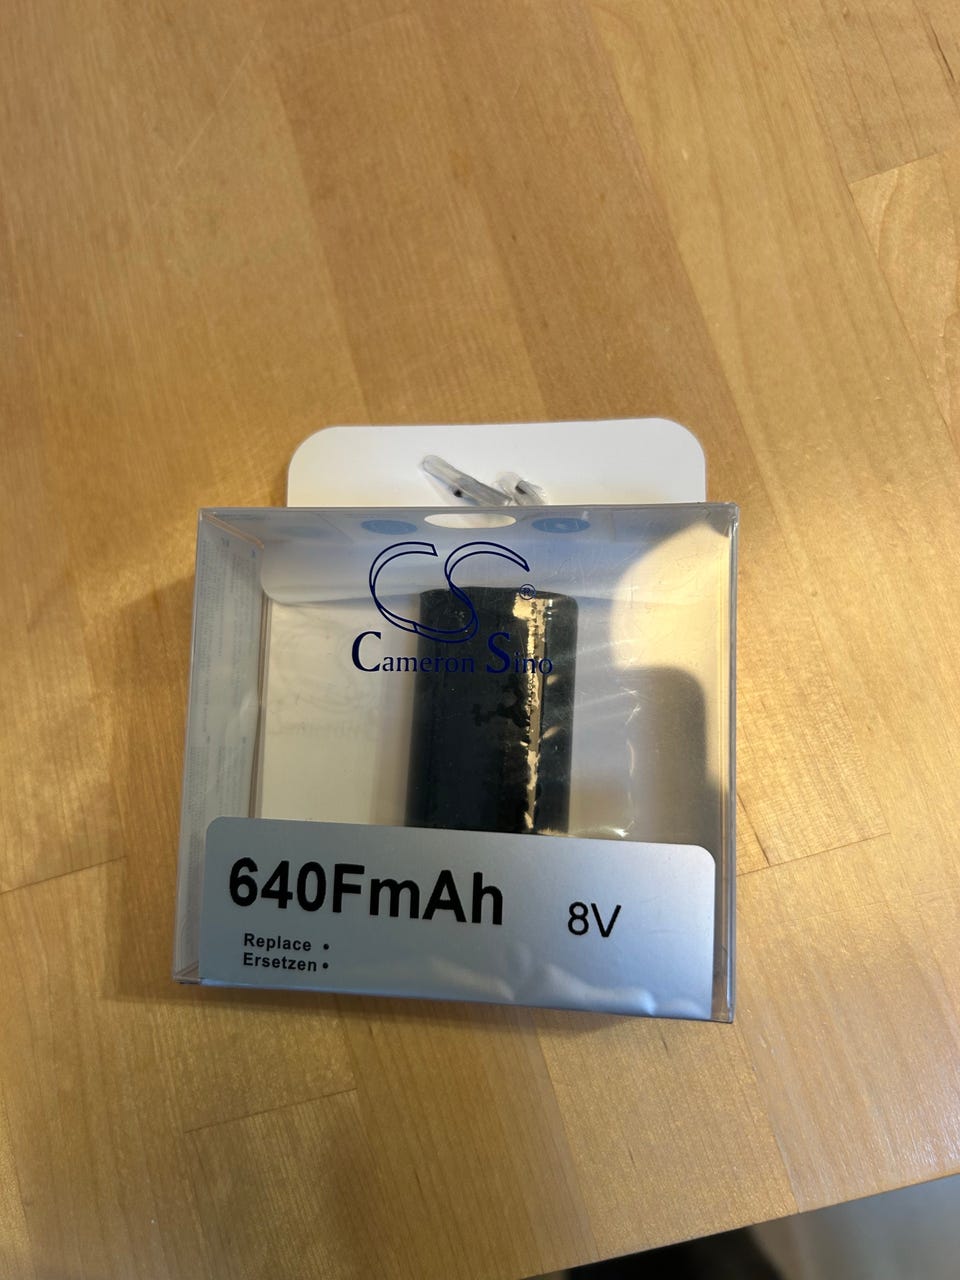 CS®
Cameron Sino
640FmAh
8V
Replace •
Ersetzen •